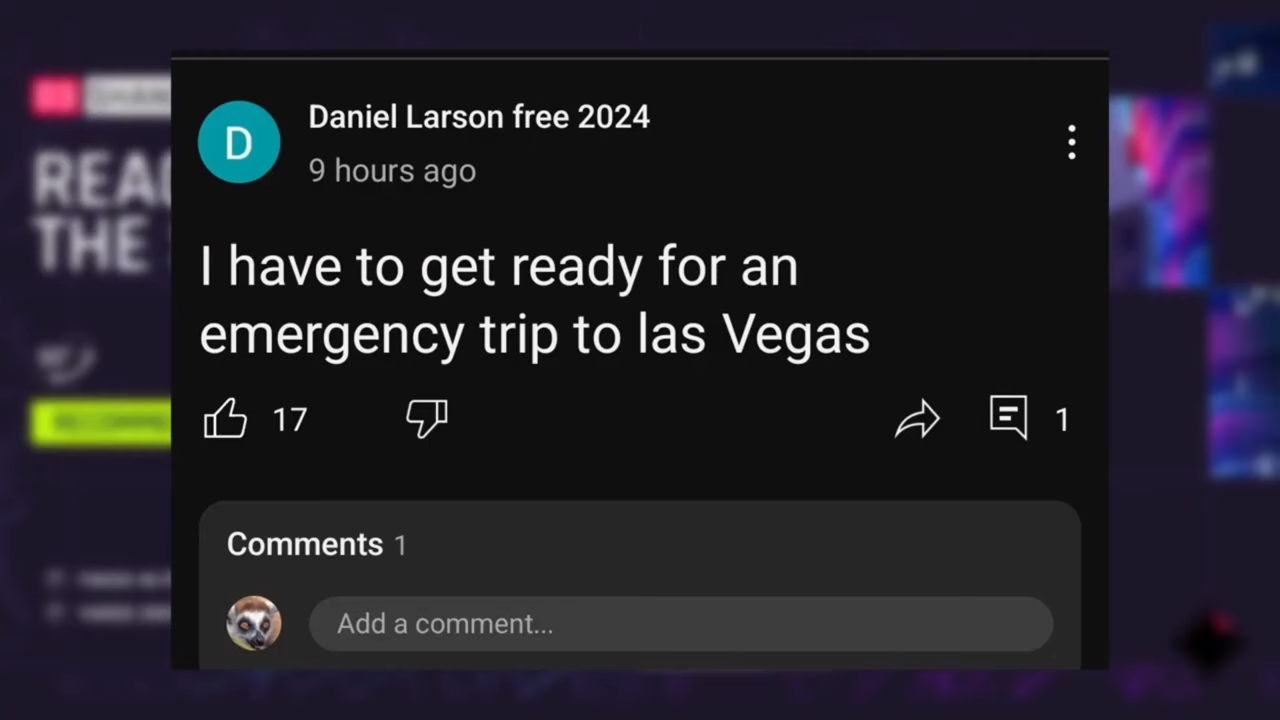 D
Daniel Larson free 2024
9 hours ago
I have to get ready for an
emergency trip to las Vegas
17
1
Comments 1
Add a comment...
READ
THE